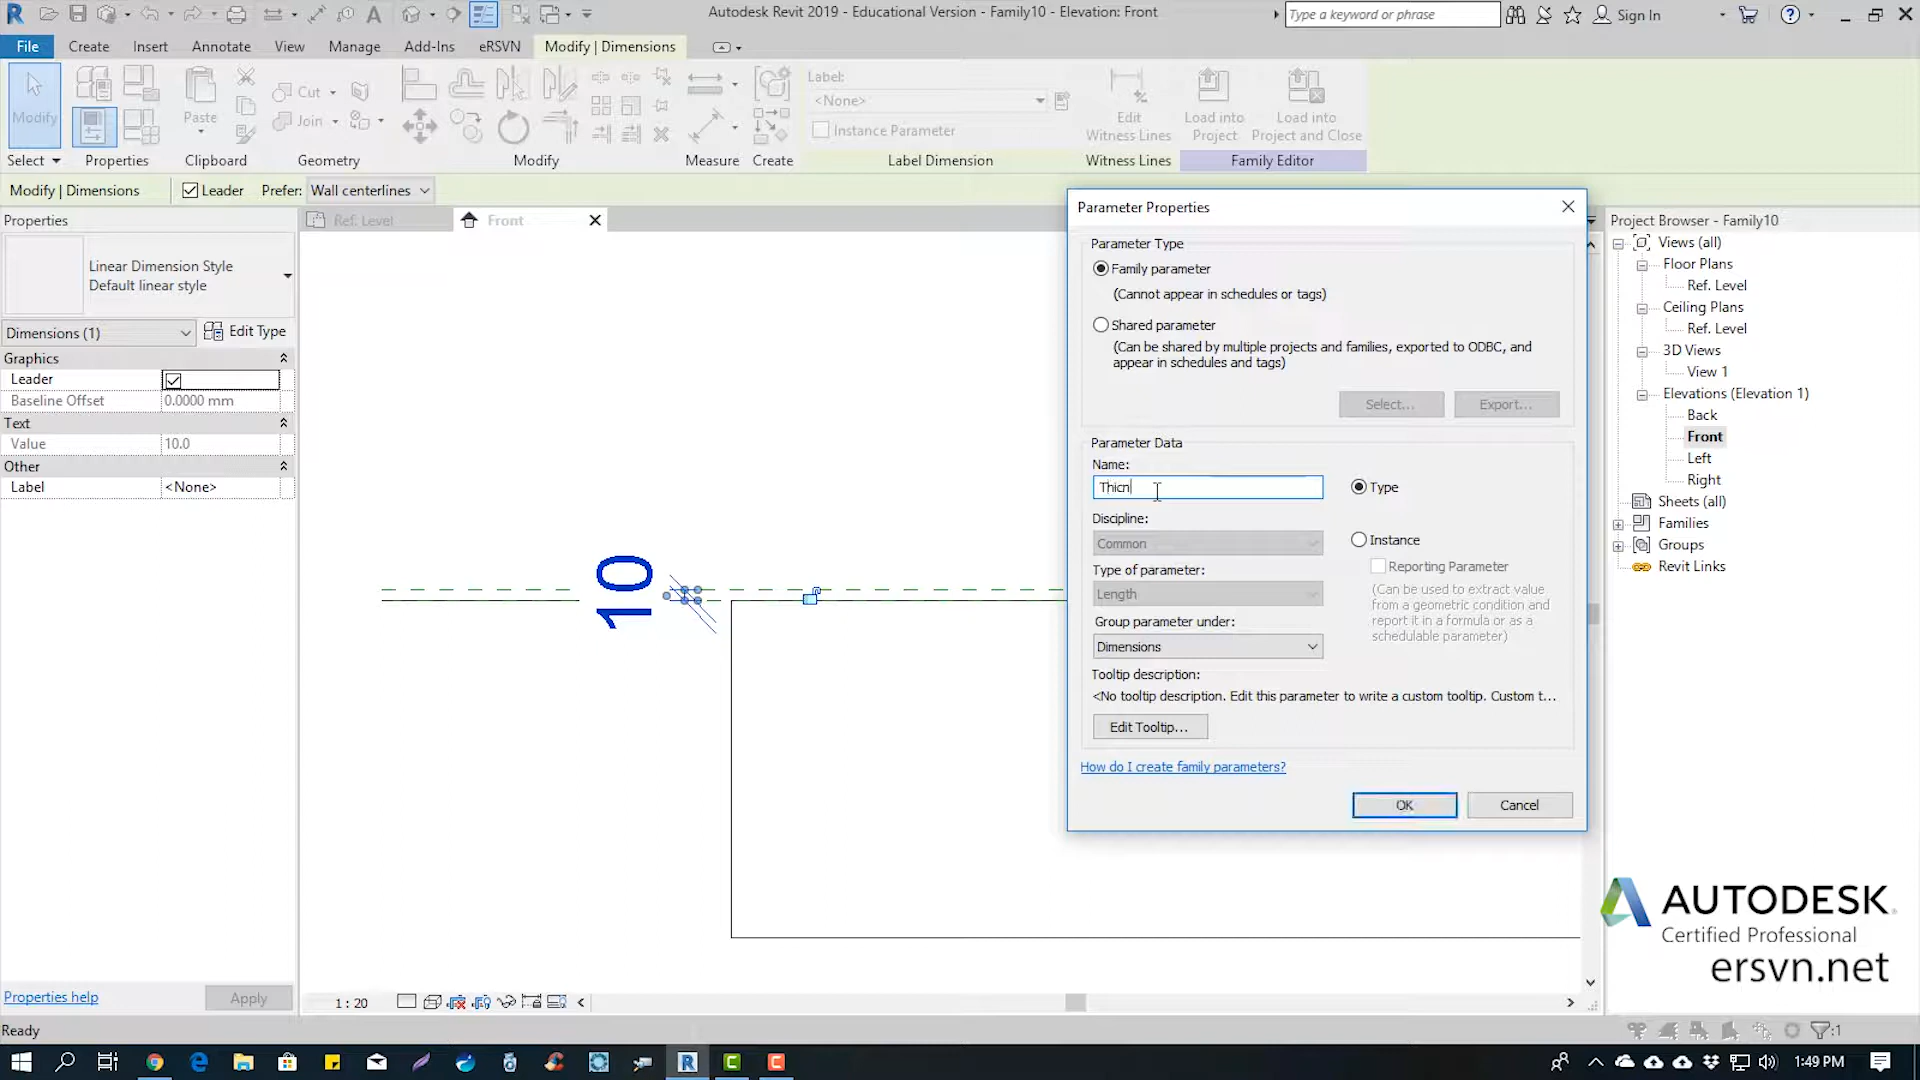 Autodesk Revit 2019 - Educational Version - Family10 - Elevation: Front
Type a keyword or phrase
Sign In
File
Create
Insert
Annotate
View
Manage
Add-Ins
eRSVN
Modify | Dimensions
Modify
Paste
Cut
Join
Label:
<None>
Instance Parameter
Edit
Witness Lines
Load into
Project
Load into
Project and Close
Select
Properties
Clipboard
Geometry
Modify
Measure
Create
Label Dimension
Witness Lines
Family Editor
Modify | Dimensions
Leader
Prefer:
Wall centerlines
Properties
Linear Dimension Style
Default linear style
Dimensions (1)
Edit Type
Graphics
Leader
Baseline Offset
0.0000 mm
Text
Value
10.0
Other
Label
<None>
Properties help
Apply
Ref. Level
Front
10
1 : 20
Parameter Properties
Parameter Type
Family parameter
(Cannot appear in schedules or tags)
Shared parameter
(Can be shared by multiple projects and families, exported to ODBC, and
appear in schedules and tags)
Select...
Export...
Parameter Data
Name:
Thicn
Type
Discipline:
Common
Instance
Reporting Parameter
Type of parameter:
Length
(Can be used to extract value
from a geometric condition and
report it in a formula or as a
schedulable parameter)
Group parameter under:
Dimensions
Tooltip description:
<No tooltip description. Edit this parameter to write a custom tooltip. Custom t...
Edit Tooltip...
How do I create family parameters?
OK
Cancel
Project Browser - Family10
Views (all)
Floor Plans
Ref. Level
Ceiling Plans
Ref. Level
3D Views
View 1
Elevations (Elevation 1)
Back
Front
Left
Right
Sheets (all)
Families
Groups
Revit Links
AUTODESK.
Certified Professional
ersvn.net
Ready
:1
1:49 PM